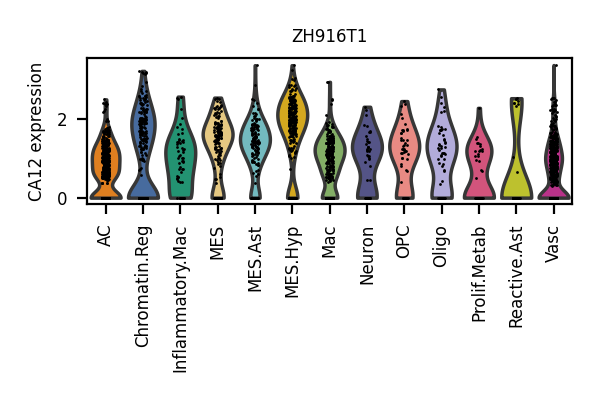 ZH916T1
CA12 expression
2
0
AC
Chromatin.Reg
Inflammatory.Mac
MES
MES.Ast
MES.Hyp
Mac
Neuron
OPC
Oligo
Prolif.Metab
Reactive.Ast
Vasc